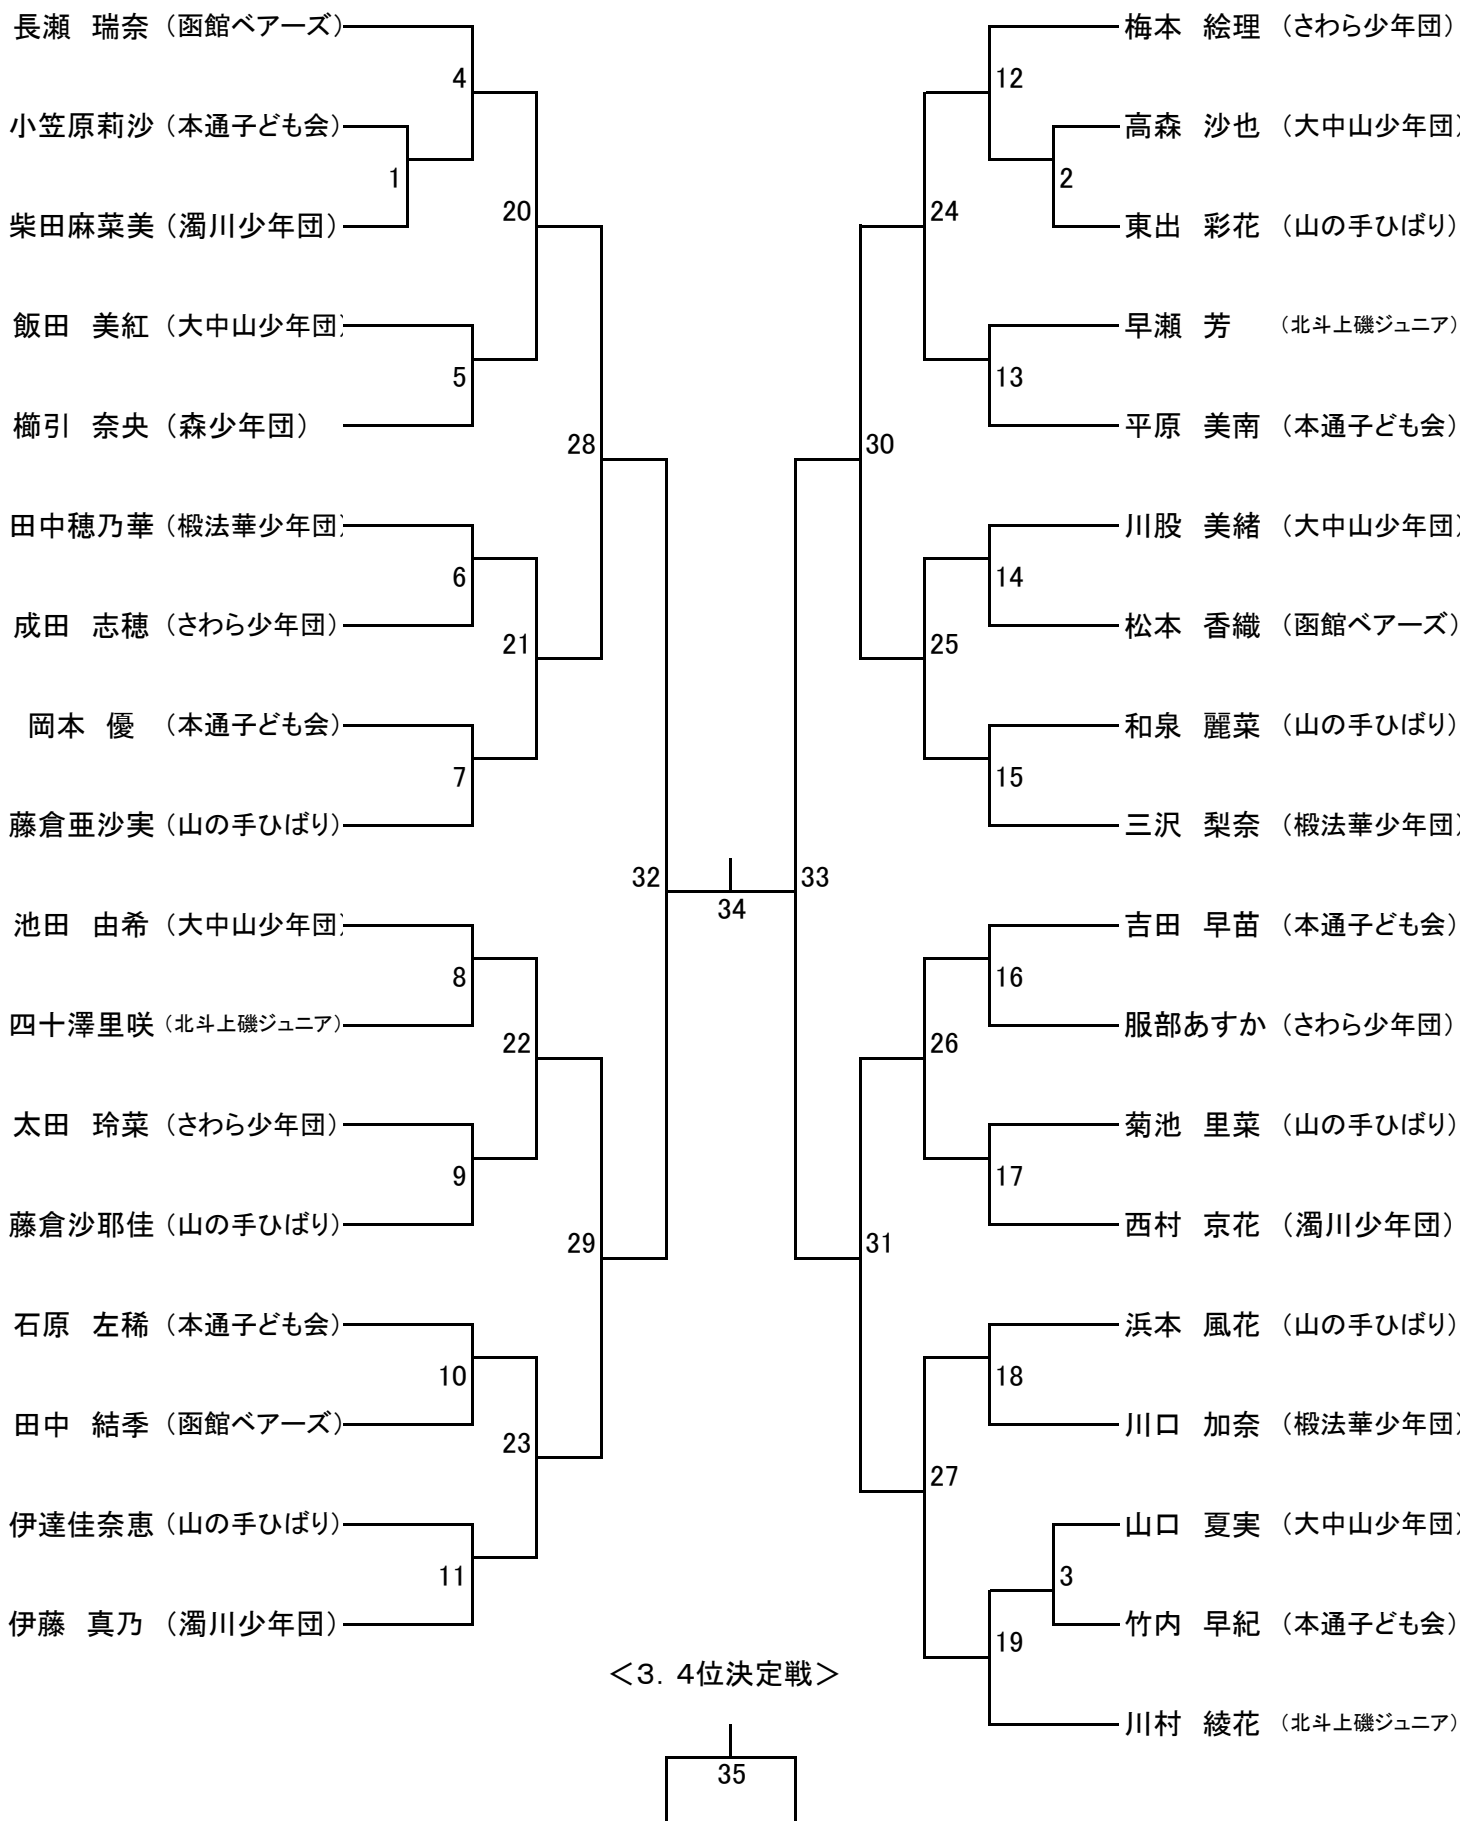 長瀬 瑞奈 (函館ベアーズ)
4
小笠原莉沙 (本通子ども会)
1
柴田麻菜美 (濁川少年団)
20
飯田 美紅 (大中山少年団)
5
櫛引 奈央 (森少年団)
28
田中穂乃華 (椴法華少年団)
6
成田 志穂 (さわら少年団)
21
岡本 優 (本通子ども会)
7
藤倉亜沙実 (山の手ひばり)
32
池田 由希 (大中山少年団)
8
四十澤里咲 (北斗上磯ジュニア)
22
太田 玲菜 (さわら少年団)
9
藤倉沙耶佳 (山の手ひばり)
29
石原 左稀 (本通子ども会)
10
田中 結季 (函館ベアーズ)
23
伊達佳奈恵 (山の手ひばり)
11
伊藤 真乃 (濁川少年団)
34
梅本 絵理 (さわら少年団)
12
高森 沙也 (大中山少年団)
2
東出 彩花 (山の手ひばり)
24
早瀬 芳 (北斗上磯ジュニア)
13
平原 美南 (本通子ども会)
30
川股 美緒 (大中山少年団)
14
松本 香織 (函館ベアーズ)
25
和泉 麗菜 (山の手ひばり)
15
三沢 梨奈 (椴法華少年団)
33
吉田 早苗 (本通子ども会)
16
服部あすか (さわら少年団)
26
菊池 里菜 (山の手ひばり)
17
西村 京花 (濁川少年団)
31
浜本 風花 (山の手ひばり)
18
川口 加奈 (椴法華少年団)
27
山口 夏実 (大中山少年団)
3
竹内 早紀 (本通子ども会)
19
川村 綾花 (北斗上磯ジュニア)
＜3．4位決定戦＞
35